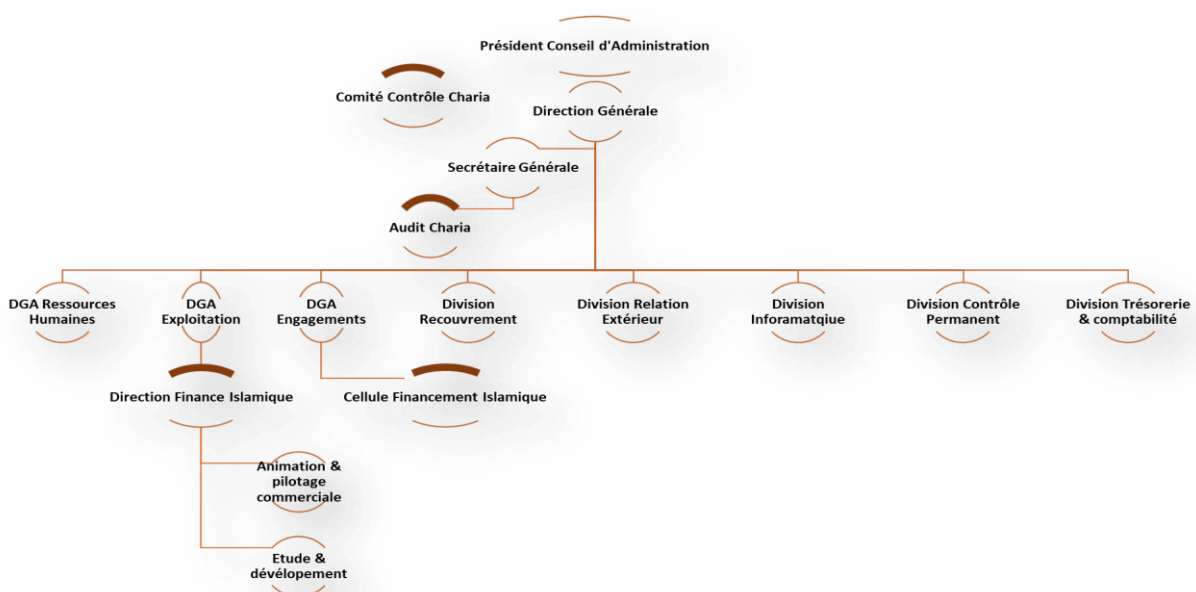 Président Conseil d'Administration
Comité Contrôle Charia
Direction Générale
Secrétaire Générale
Audit Charia
DGA Ressources
Humaines
DGA
Exploitation
DGA
Engagements
Division
Recouvrement
Division Relation
Extérieur
Division
Inforamatqiue
Division Contrôle
Permanent
Division Trésorerie
& comptabilité
Direction Finance Islamique
Cellule Financement Islamique
Animation &
pilotage
commerciale
Etude &
dévélopement